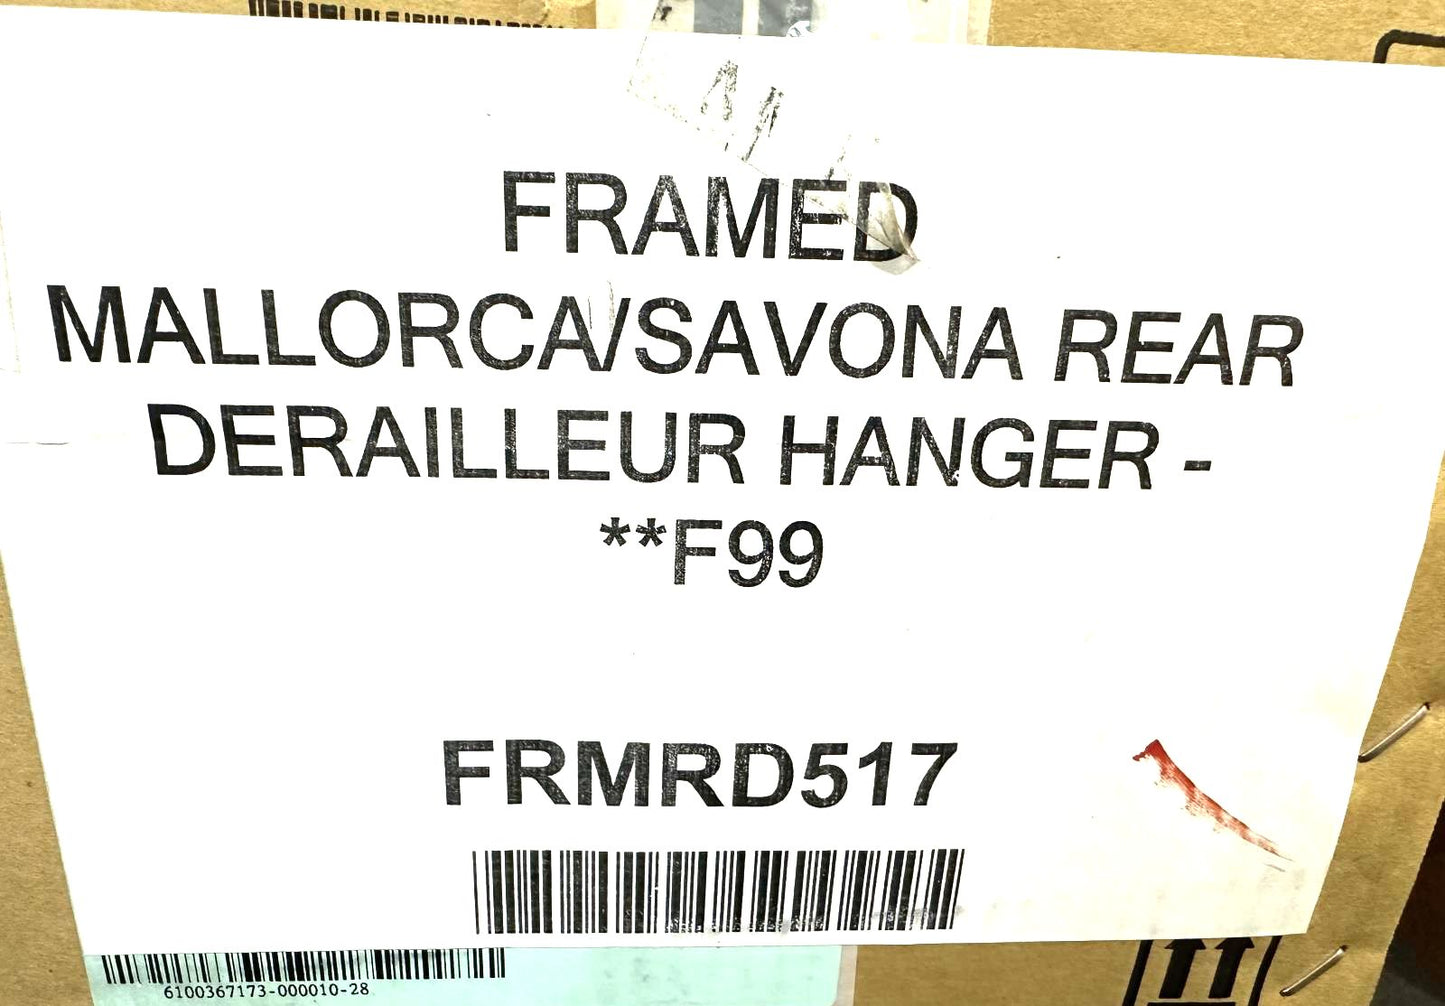 FRAMED
MALLORCA/SAVONA REAR
DERAILLEUR HANGER -
**F99
FRMRD517
6100367173-000010-28